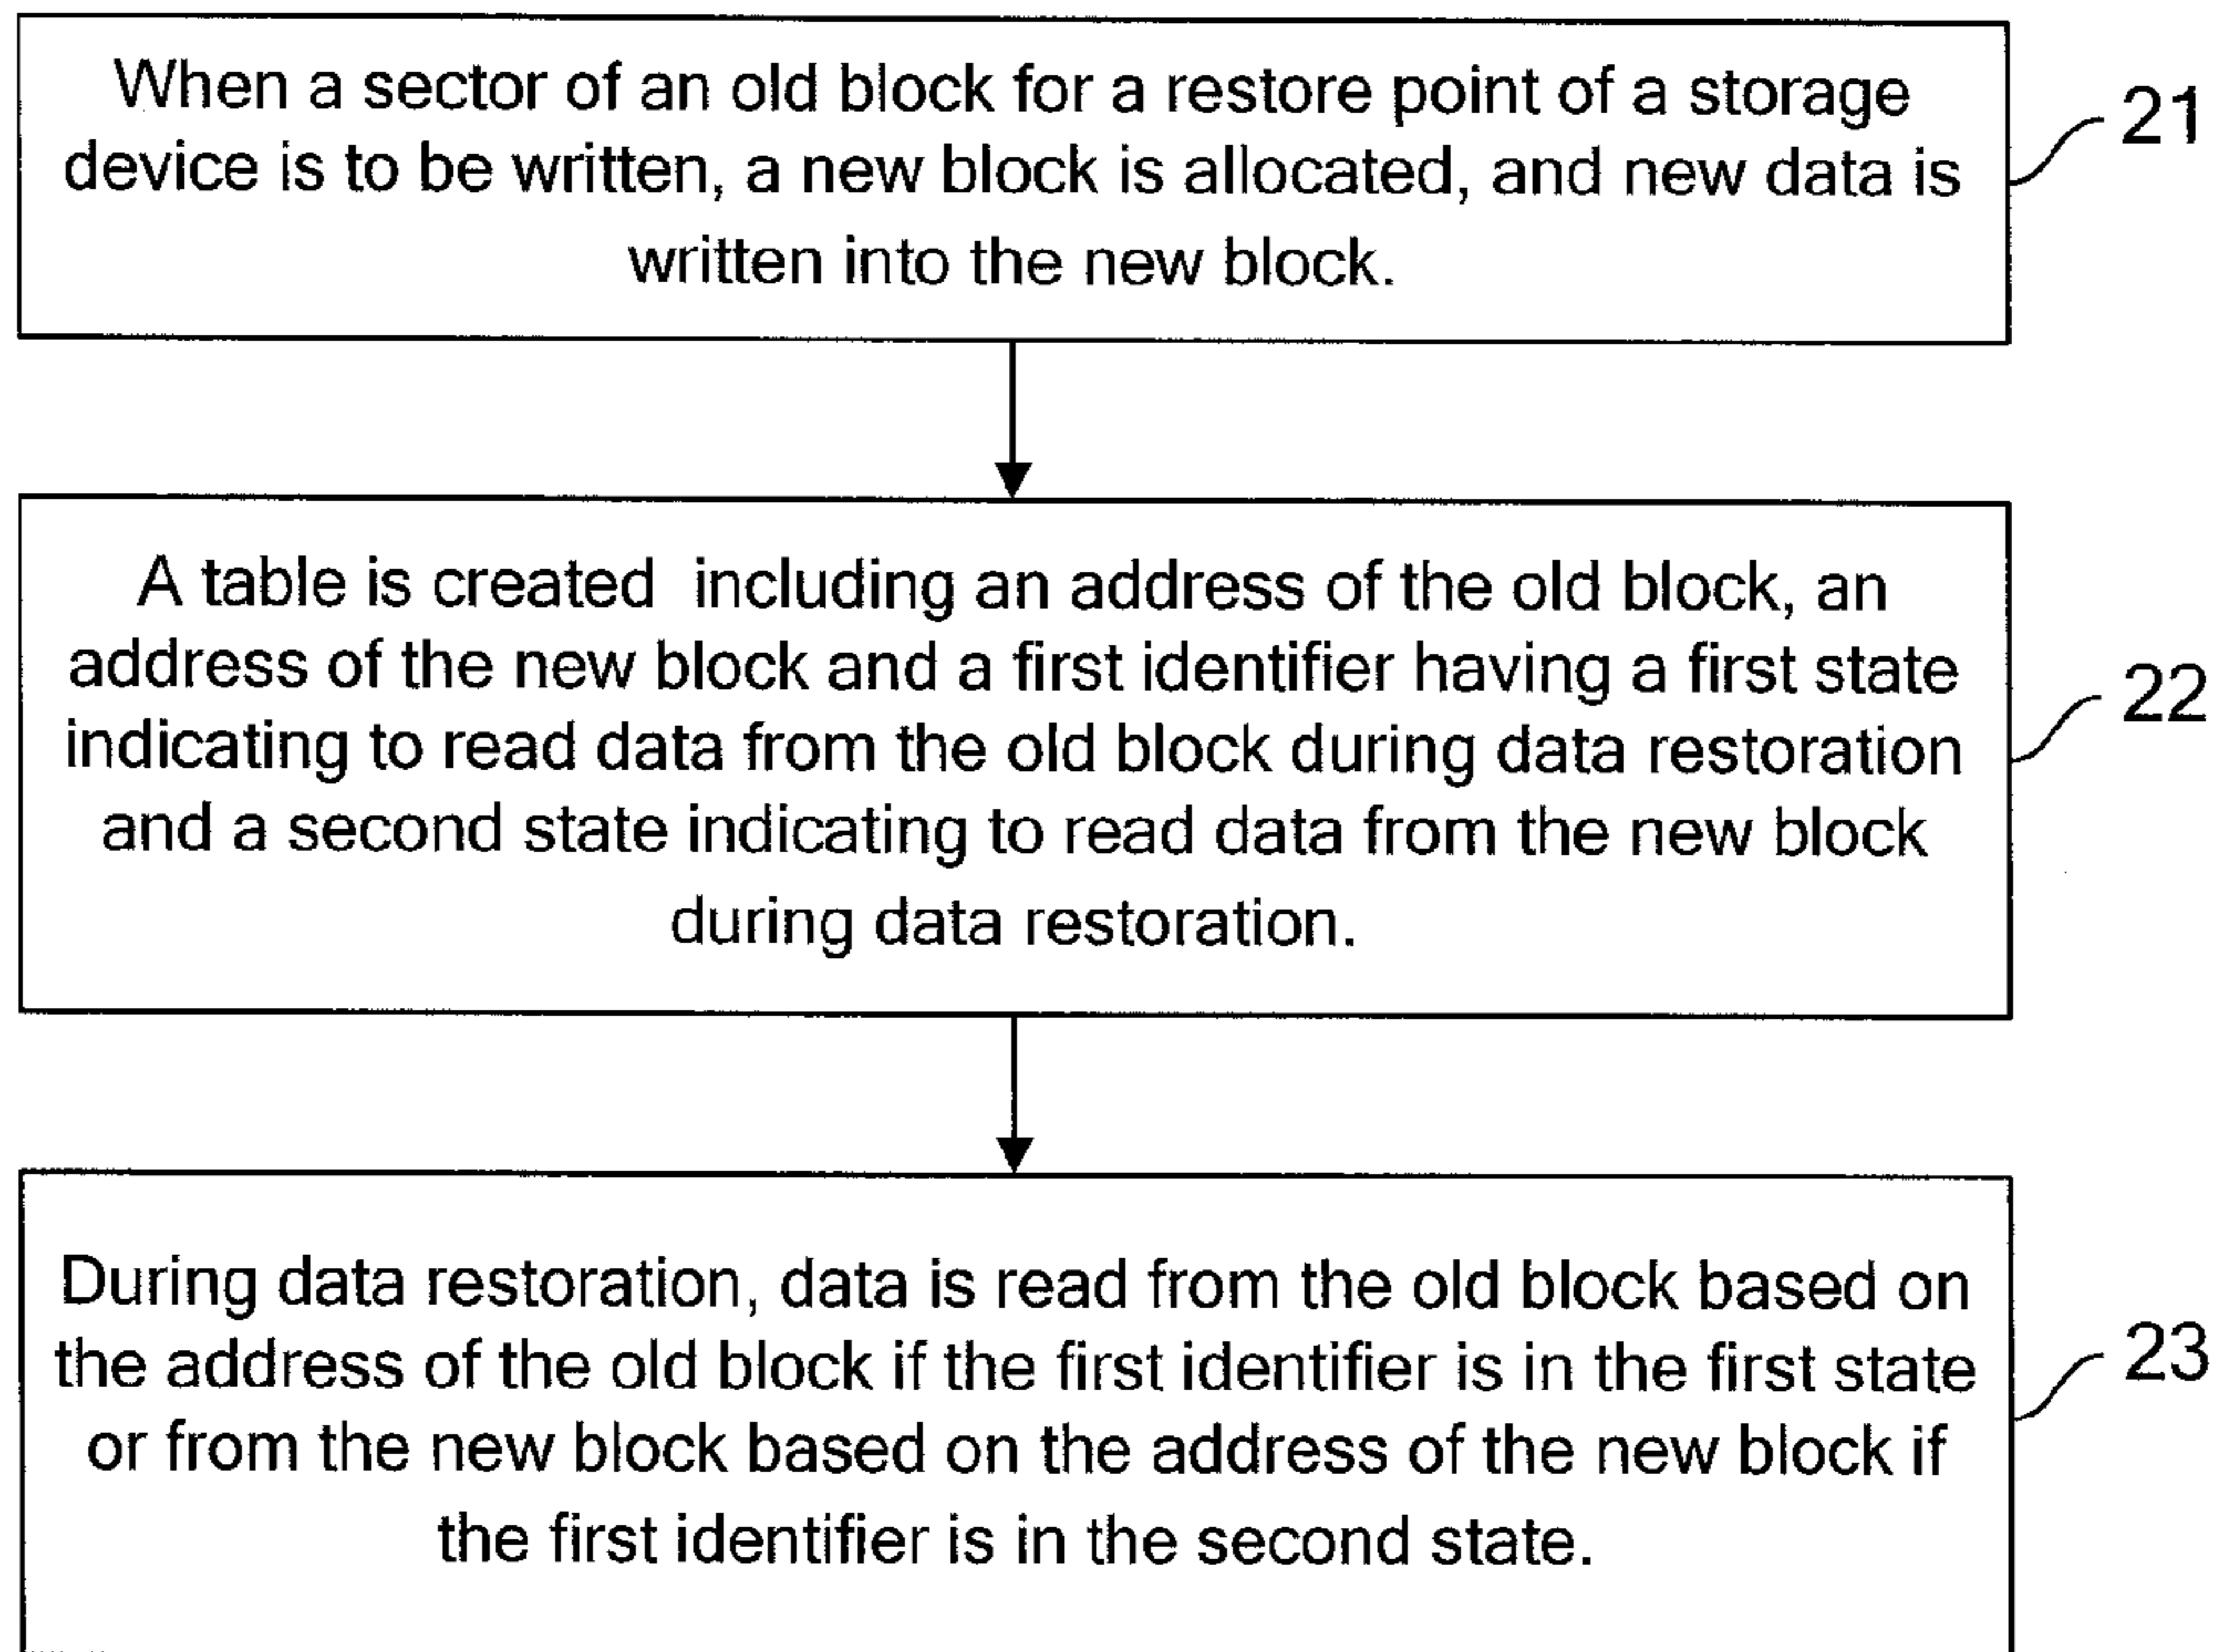 When a sector of an old block for a restore point of a storage
device is to be written, a new block is allocated, and new data is
written into the new block.
21
A table is created including an address of the old block, an
address of the new block and a first identifier having a first state
indicating to read data from the old block during data restoration
and a second state indicating to read data from the new block
during data restoration.
22
During data restoration, data is read from the old block based on
the address of the old block if the first identifier is in the first state
or from the new block based on the address of the new block if
the first identifier is in the second state.
23